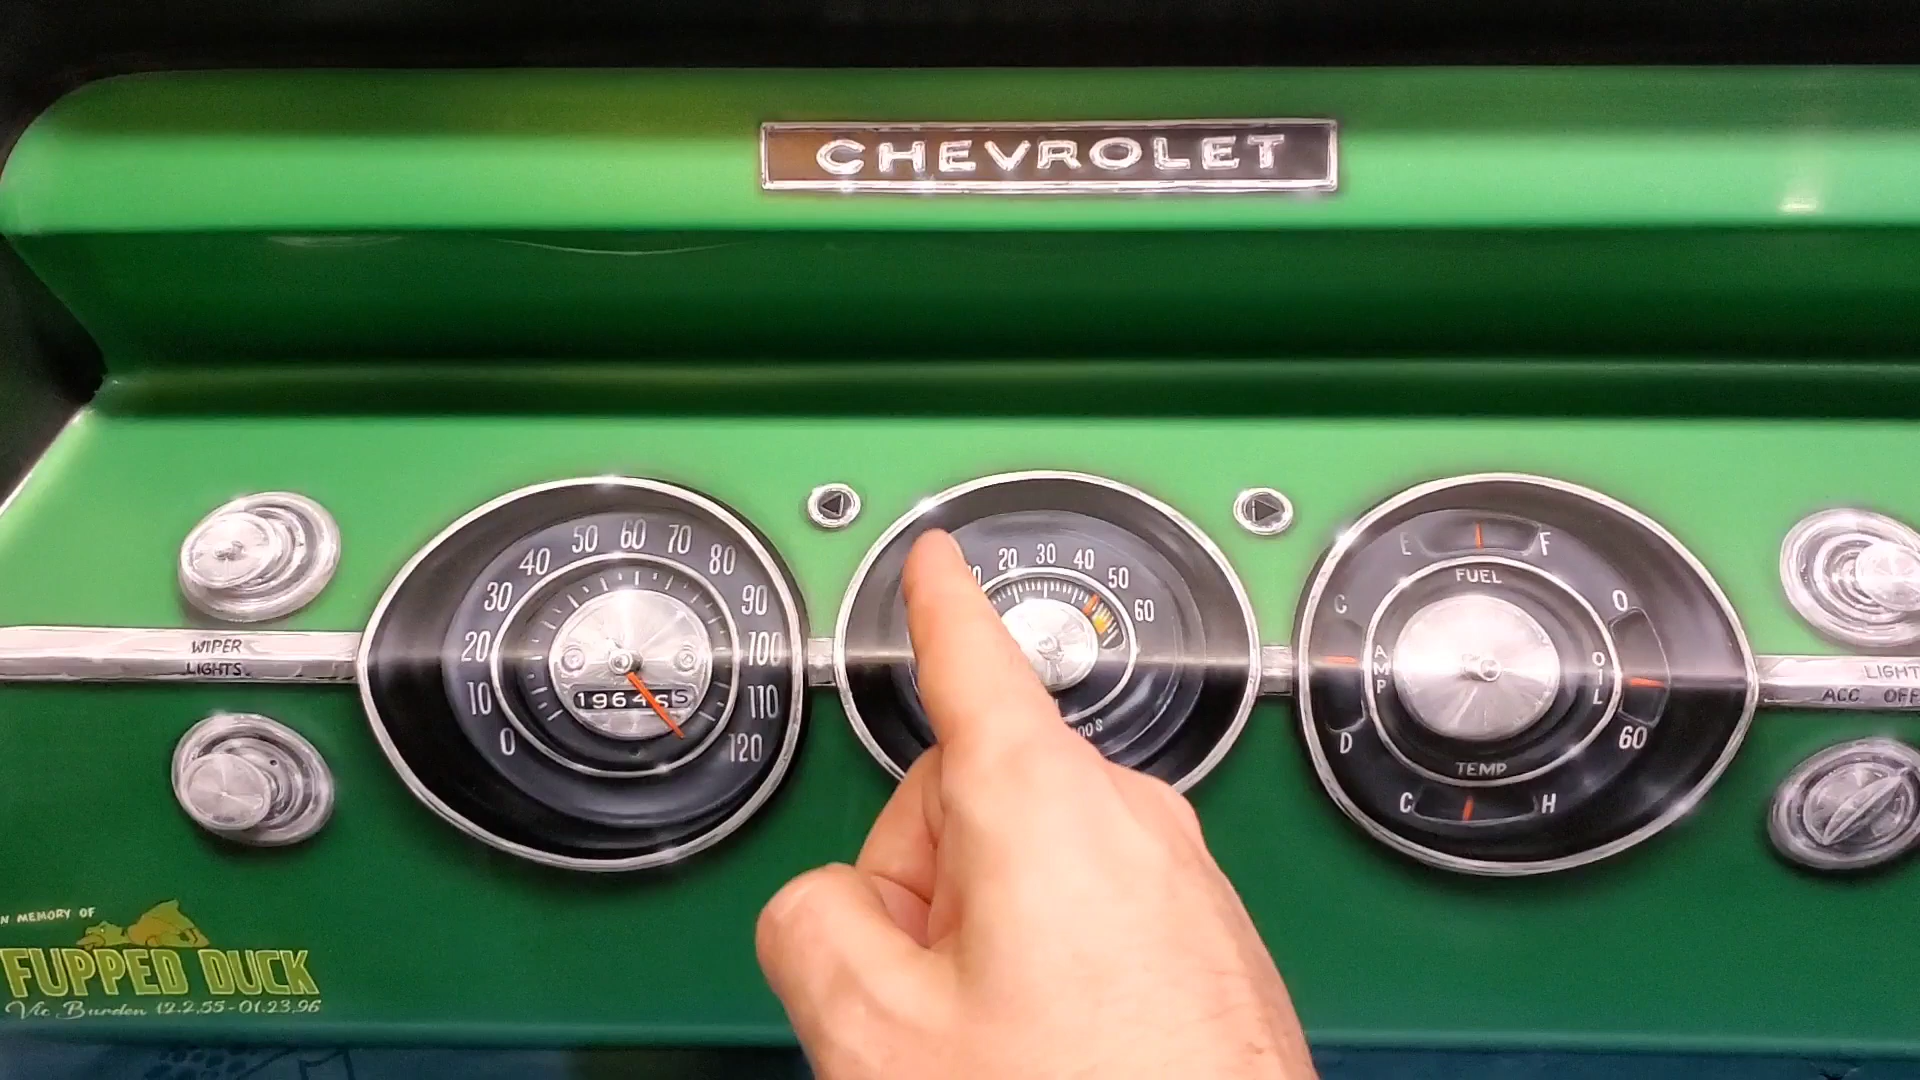 CHEVROLET
WIPER
LIGHTS.
0
10
20
30
40
50
60
70
80
90
100
110
120
20
30
40
50
60
E
F
FUEL
C
AMP
D
O
OIL
60
TEMP
C
H
ACC OFF
MEMORY OF
FUPPED DUCK
Vic Burden 12.2.55-01.23.96